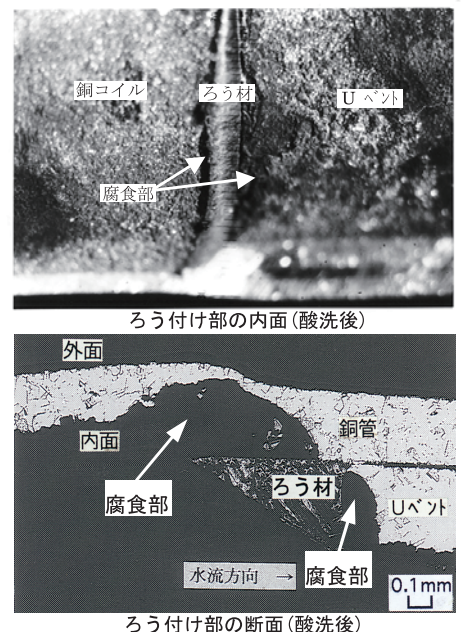 銅コイル
ろう材
U ベント
腐食部
ろう付け部の内面(酸洗後)
外面
内面
銅管
腐食部
ろう材
Uベント
水流方向 →
腐食部
0.1mm
ろう付け部の断面(酸洗後)